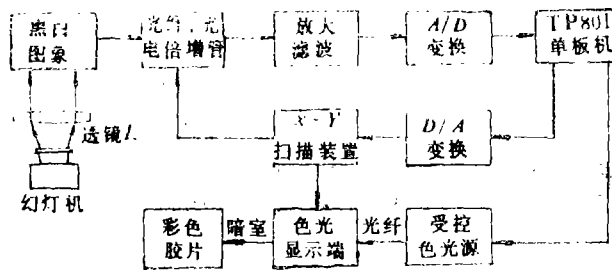 黑白
图象
光纤、光
电倍增管
放大
滤波
A/D
变换
TP801
单板机
透镜L
幻灯机
X-Y
扫描装置
D/A
变换
彩色
胶片
暗室
色光
显示端
光纤
受控
色光源